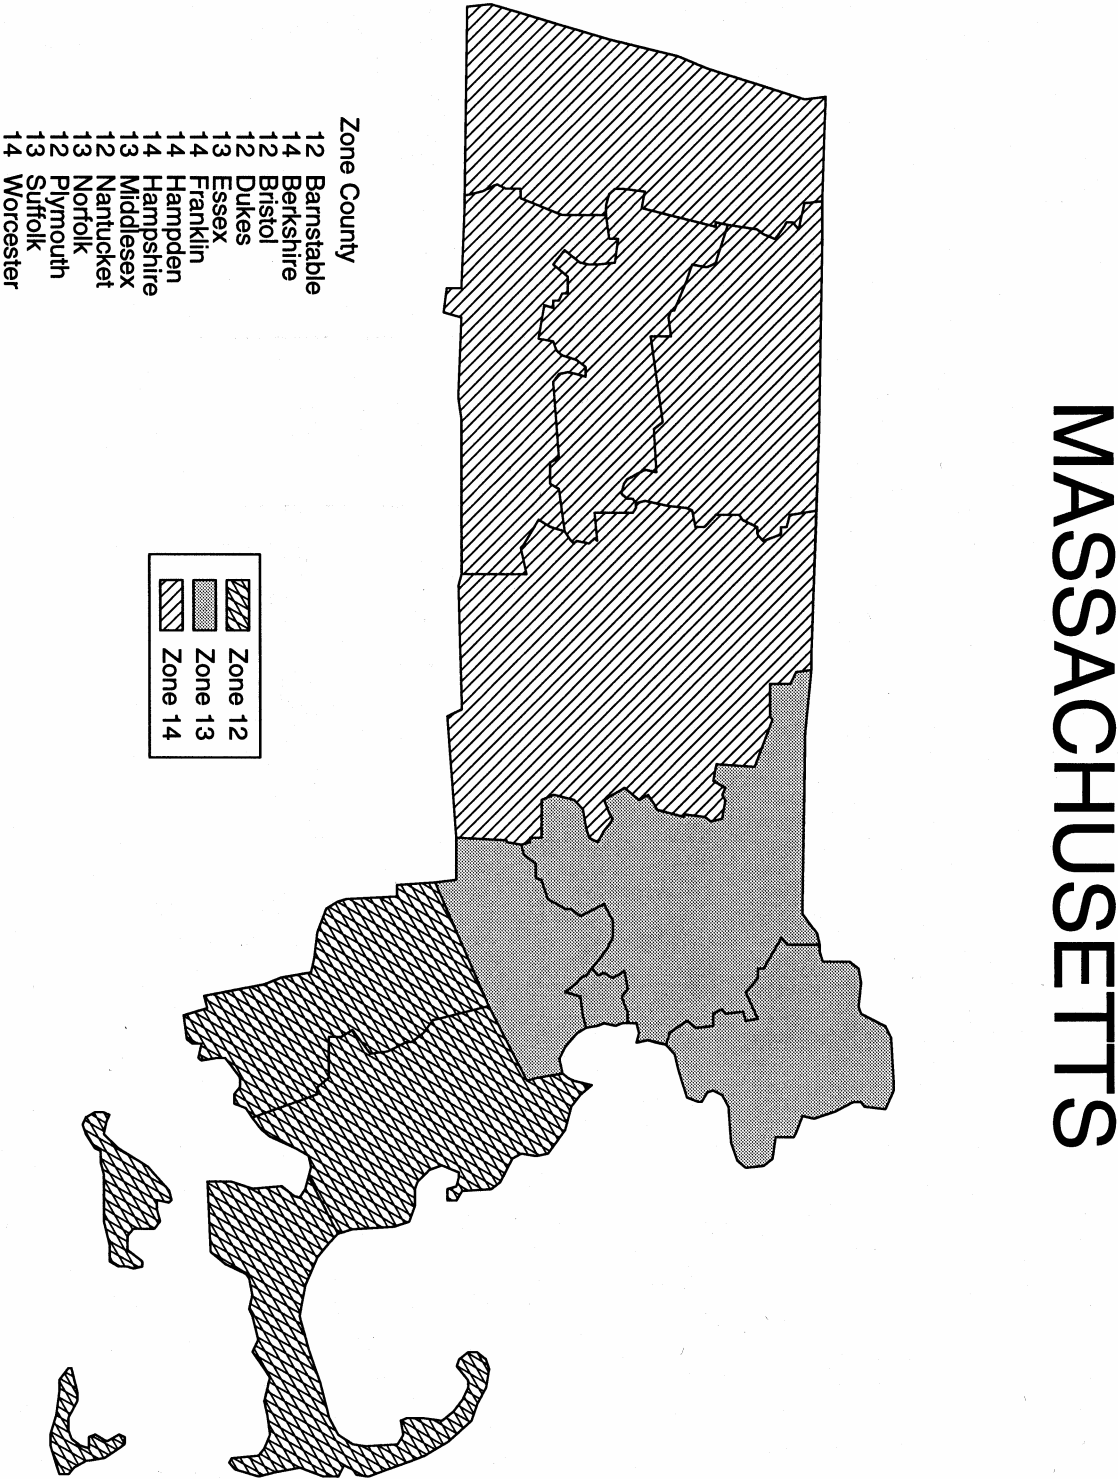 MASSACHUSETTS
Zone County
12 Barnstable
14 Berkshire
12 Bristol
12 Dukes
13 Essex
14 Franklin
14 Hampden
14 Hampshire
13 Middlesex
12 Nantucket
13 Norfolk
12 Plymouth
13 Suffolk
14 Worcester
Zone 12
Zone 13
Zone 14